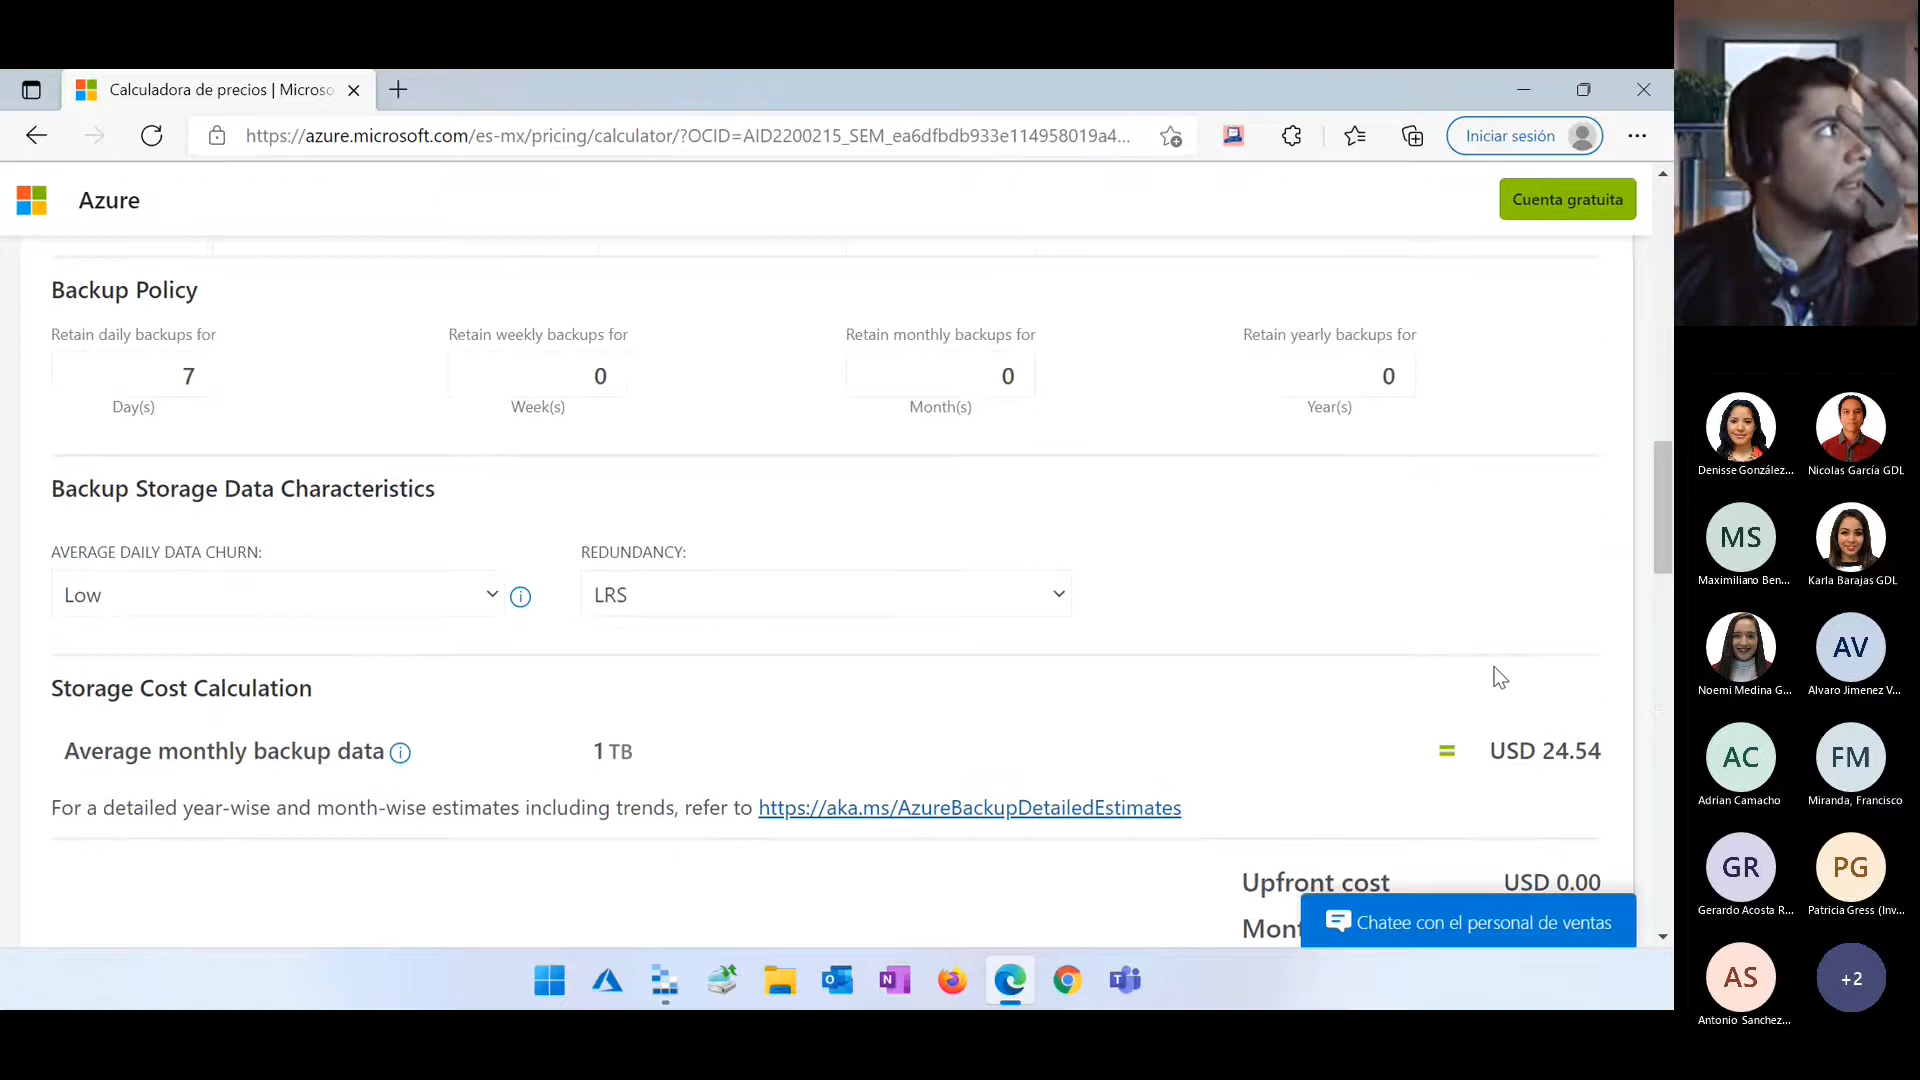 Calculadora de precios | Microso
https://azure.microsoft.com/es-mx/pricing/calculator/?OCID=AID2200215_SEM_ea6dfbdb933e114958019a4...
Iniciar sesión
Azure
Cuenta gratuita
Backup Policy
Retain daily backups for
Retain weekly backups for
Retain monthly backups for
Retain yearly backups for
7
0
0
0
Day(s)
Week(s)
Month(s)
Year(s)
Backup Storage Data Characteristics
AVERAGE DAILY DATA CHURN:
REDUNDANCY:
Low
LRS
Storage Cost Calculation
Average monthly backup data
1 TB
= USD 24.54
For a detailed year-wise and month-wise estimates including trends, refer to https://aka.ms/AzureBackupDetailedEstimates
Upfront cost
USD 0.00
Mont
Chatee con el personal de ventas
Denisse González...
Nicolas García GDL
MS
Maximiliano Ben...
Karla Barajas GDL
Noemi Medina G...
AV
Alvaro Jimenez V...
AC
Adrian Camacho
FM
Miranda, Francisco
GR
Gerardo Acosta R...
PG
Patricia Gress (Inv...
AS
Antonio Sanchez...
+2